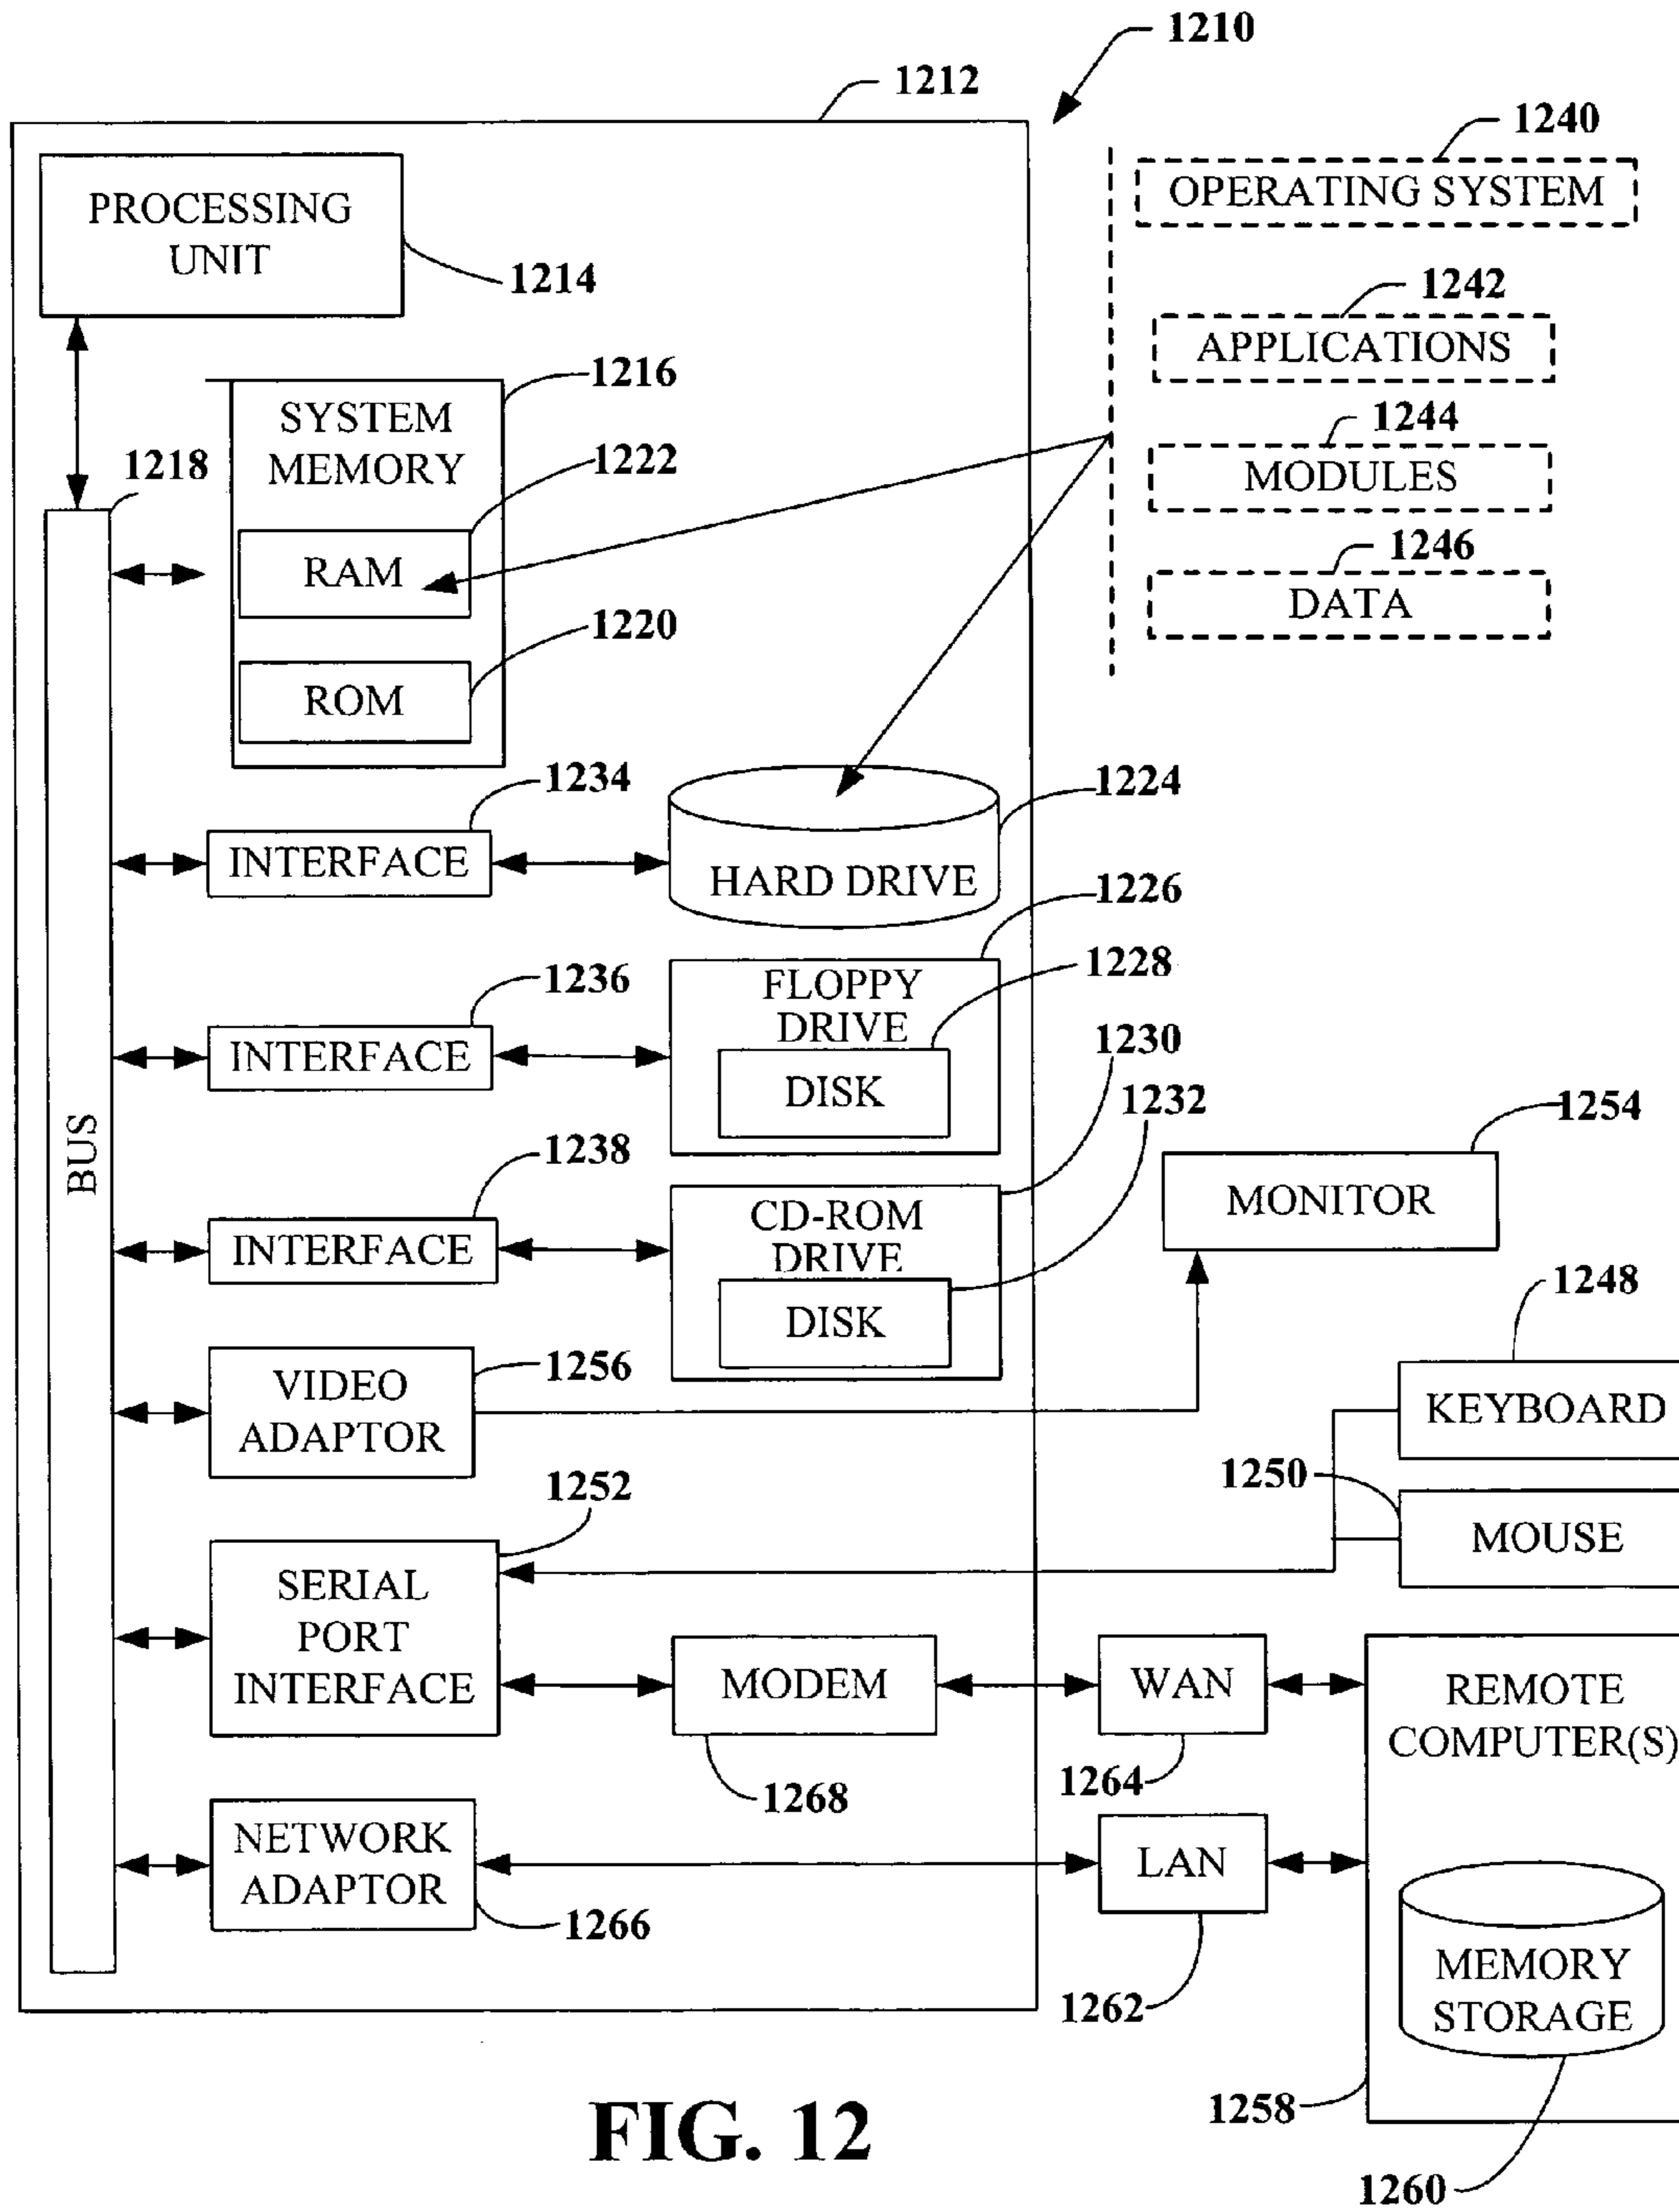 1210
1212
1240
OPERATING SYSTEM
PROCESSING
UNIT
1214
1242
APPLICATIONS
1216
SYSTEM
MEMORY
1244
MODULES
1218
1222
RAM
1246
DATA
1220
ROM
1234
INTERFACE
1224
HARD DRIVE
1226
1236
INTERFACE
FLOPPY
DRIVE
1228
DISK
1230
1232
BUS
1254
MONITOR
1238
INTERFACE
CD-ROM
DRIVE
DISK
1248
KEYBOARD
1256
VIDEO
ADAPTOR
1250
MOUSE
1252
SERIAL
PORT
INTERFACE
MODEM
1268
WAN
1264
REMOTE
COMPUTER(S)
NETWORK
ADAPTOR
1266
LAN
1262
MEMORY
STORAGE
1258
1260
FIG. 12